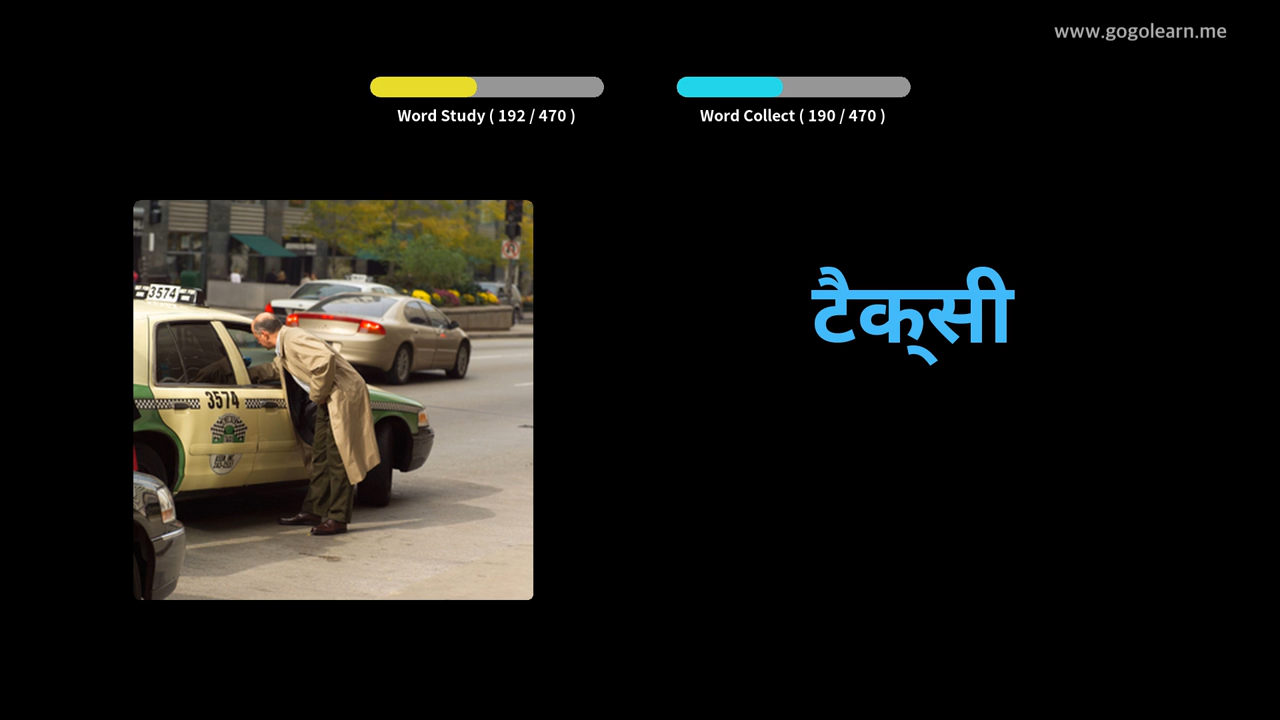 www.gogolearn.me
Word Study ( 192 / 470 )
Word Collect ( 190 / 470 )
3574
3574
टैक्‌सी